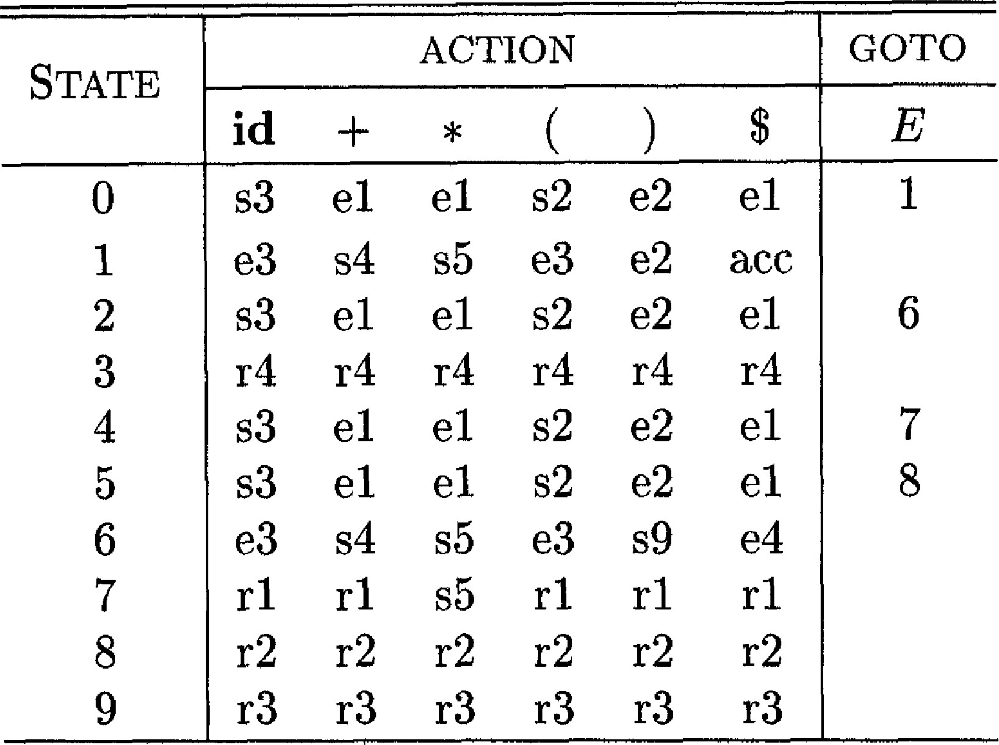 STATE ACTION GOTO
id + * ( ) $ E
0 s3 e1 e1 s2 e2 e1 1
1 e3 s4 s5 e3 e2 acc
2 s3 e1 e1 s2 e2 e1 6
3 r4 r4 r4 r4 r4 r4
4 s3 e1 e1 s2 e2 e1 7
5 s3 e1 e1 s2 e2 e1 8
6 e3 s4 s5 e3 s9 e4
7 r1 r1 s5 r1 r1 r1
8 r2 r2 r2 r2 r2 r2
9 r3 r3 r3 r3 r3 r3